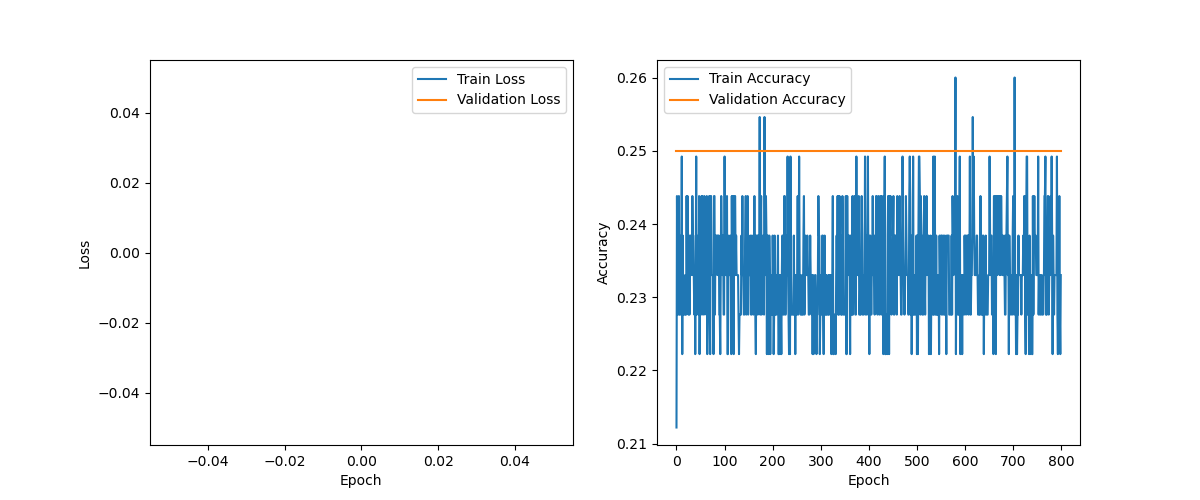 Train Loss
Validation Loss
0.04
0.02
0.00
−0.02
−0.04
Loss
−0.04 −0.02 0.00 0.02 0.04
Epoch
Train Accuracy
Validation Accuracy
0.26
0.25
0.24
0.23
0.22
0.21
Accuracy
0 100 200 300 400 500 600 700 800
Epoch